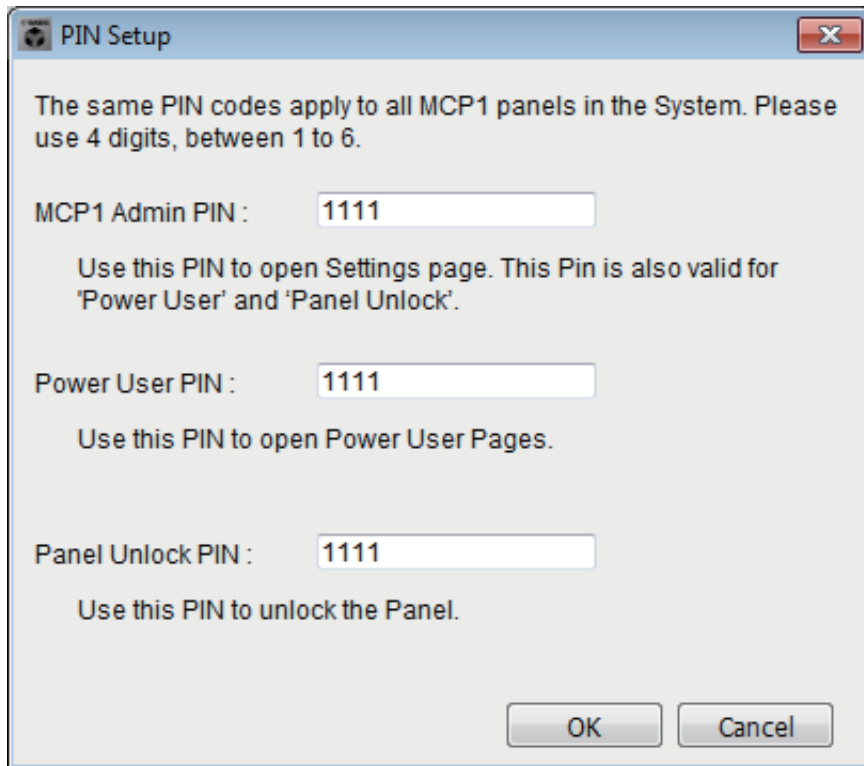 PIN Setup
The same PIN codes apply to all MCP1 panels in the System. Please
use 4 digits, between 1 to 6.
MCP1 Admin PIN : 1111
Use this PIN to open Settings page. This Pin is also valid for
'Power User’ and ‘Panel Unlock’.
Power User PIN : 1111
Use this PIN to open Power User Pages.
Panel Unlock PIN : 1111
Use this PIN to unlock the Panel.
OK Cancel